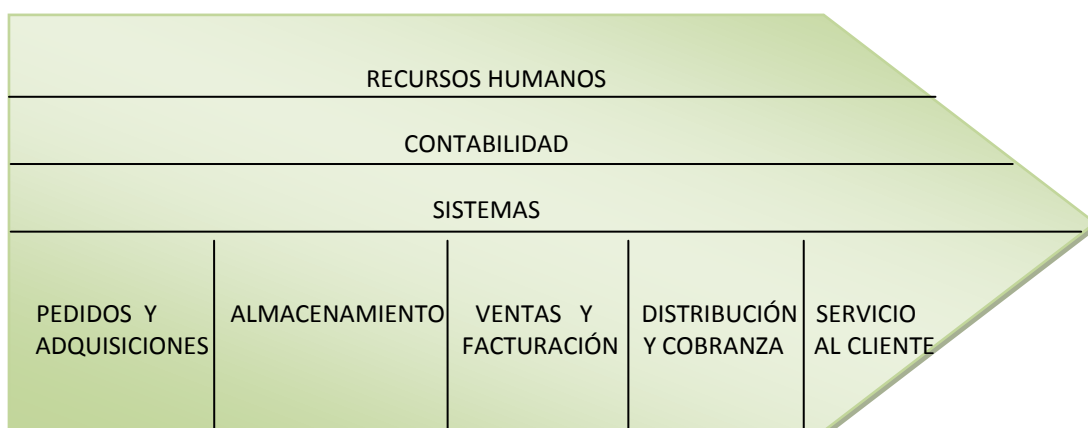 RECURSOS HUMANOS
CONTABILIDAD
SISTEMAS
PEDIDOS Y
ADQUISICIONES
ALMACENAMIENTO
VENTAS Y
FACTURACIÓN
DISTRIBUCIÓN
Y COBRANZA
SERVICIO
AL CLIENTE